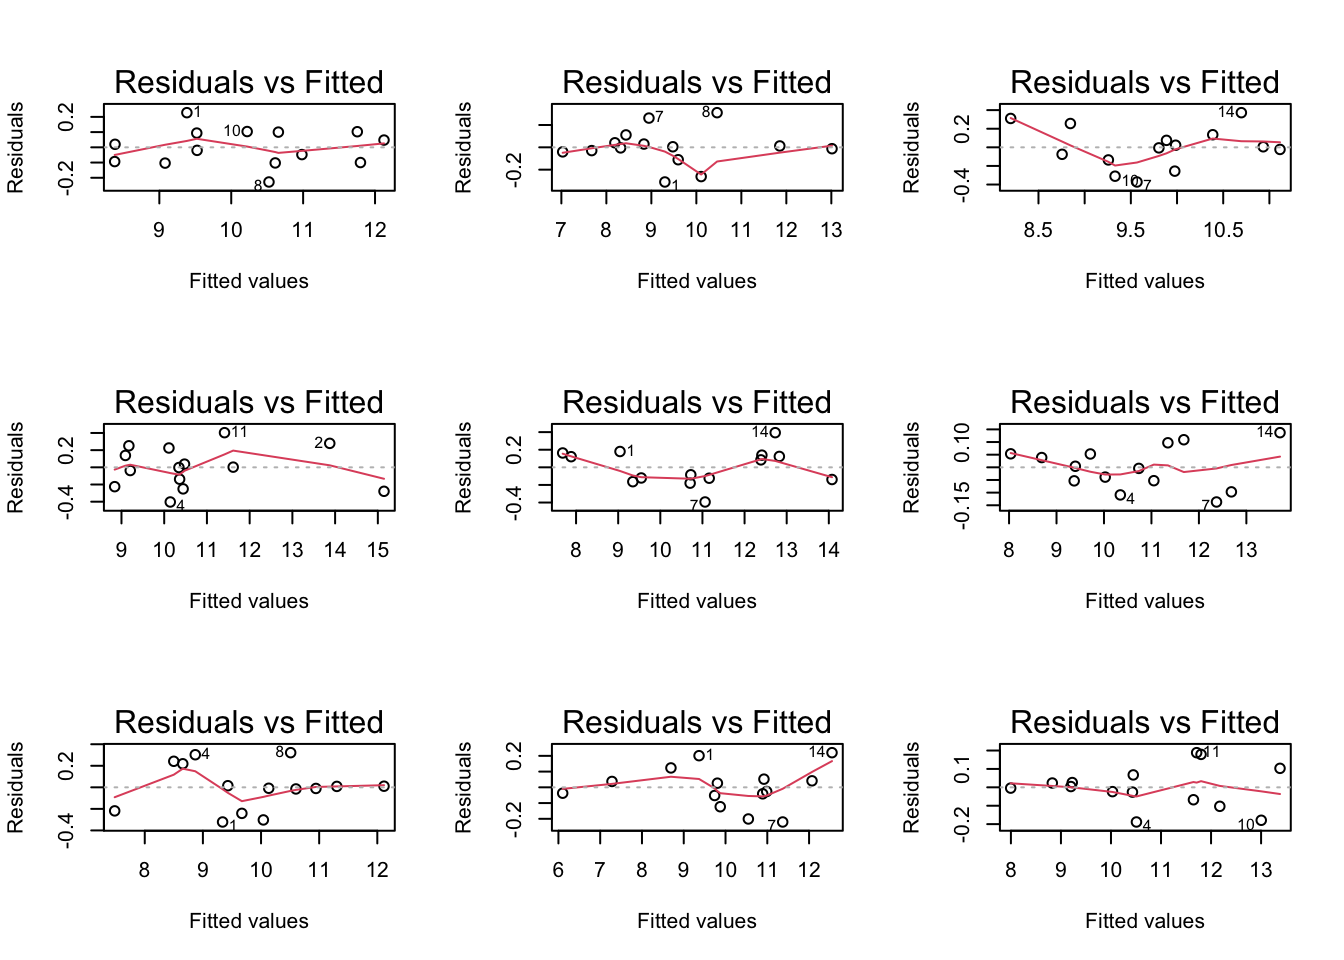 Residuals vs Fitted
Residuals
0.2
-0.2
1
10
8
9 10 11 12
Fitted values
Residuals vs Fitted
Residuals
-0.2
7
8
1
7 8 9 10 11 12 13
Fitted values
Residuals vs Fitted
Residuals
0.2
-0.4
14
10
7
8.5 9.5 10.5
Fitted values
Residuals vs Fitted
Residuals
0.2
-0.4
11
2
4
9 10 11 12 13 14 15
Fitted values
Residuals vs Fitted
Residuals
0.2
-0.4
1
14
7
8 9 10 11 12 13 14
Fitted values
Residuals vs Fitted
Residuals
0.10
-0.15
14
4
7
8 9 10 11 12 13
Fitted values
Residuals vs Fitted
Residuals
0.2
-0.4
4
8
1
8 9 10 11 12
Fitted values
Residuals vs Fitted
Residuals
0.2
-0.2
1
14
7
6 7 8 9 10 11 12
Fitted values
Residuals vs Fitted
Residuals
0.1
-0.2
11
4
10
8 9 10 11 12 13
Fitted values